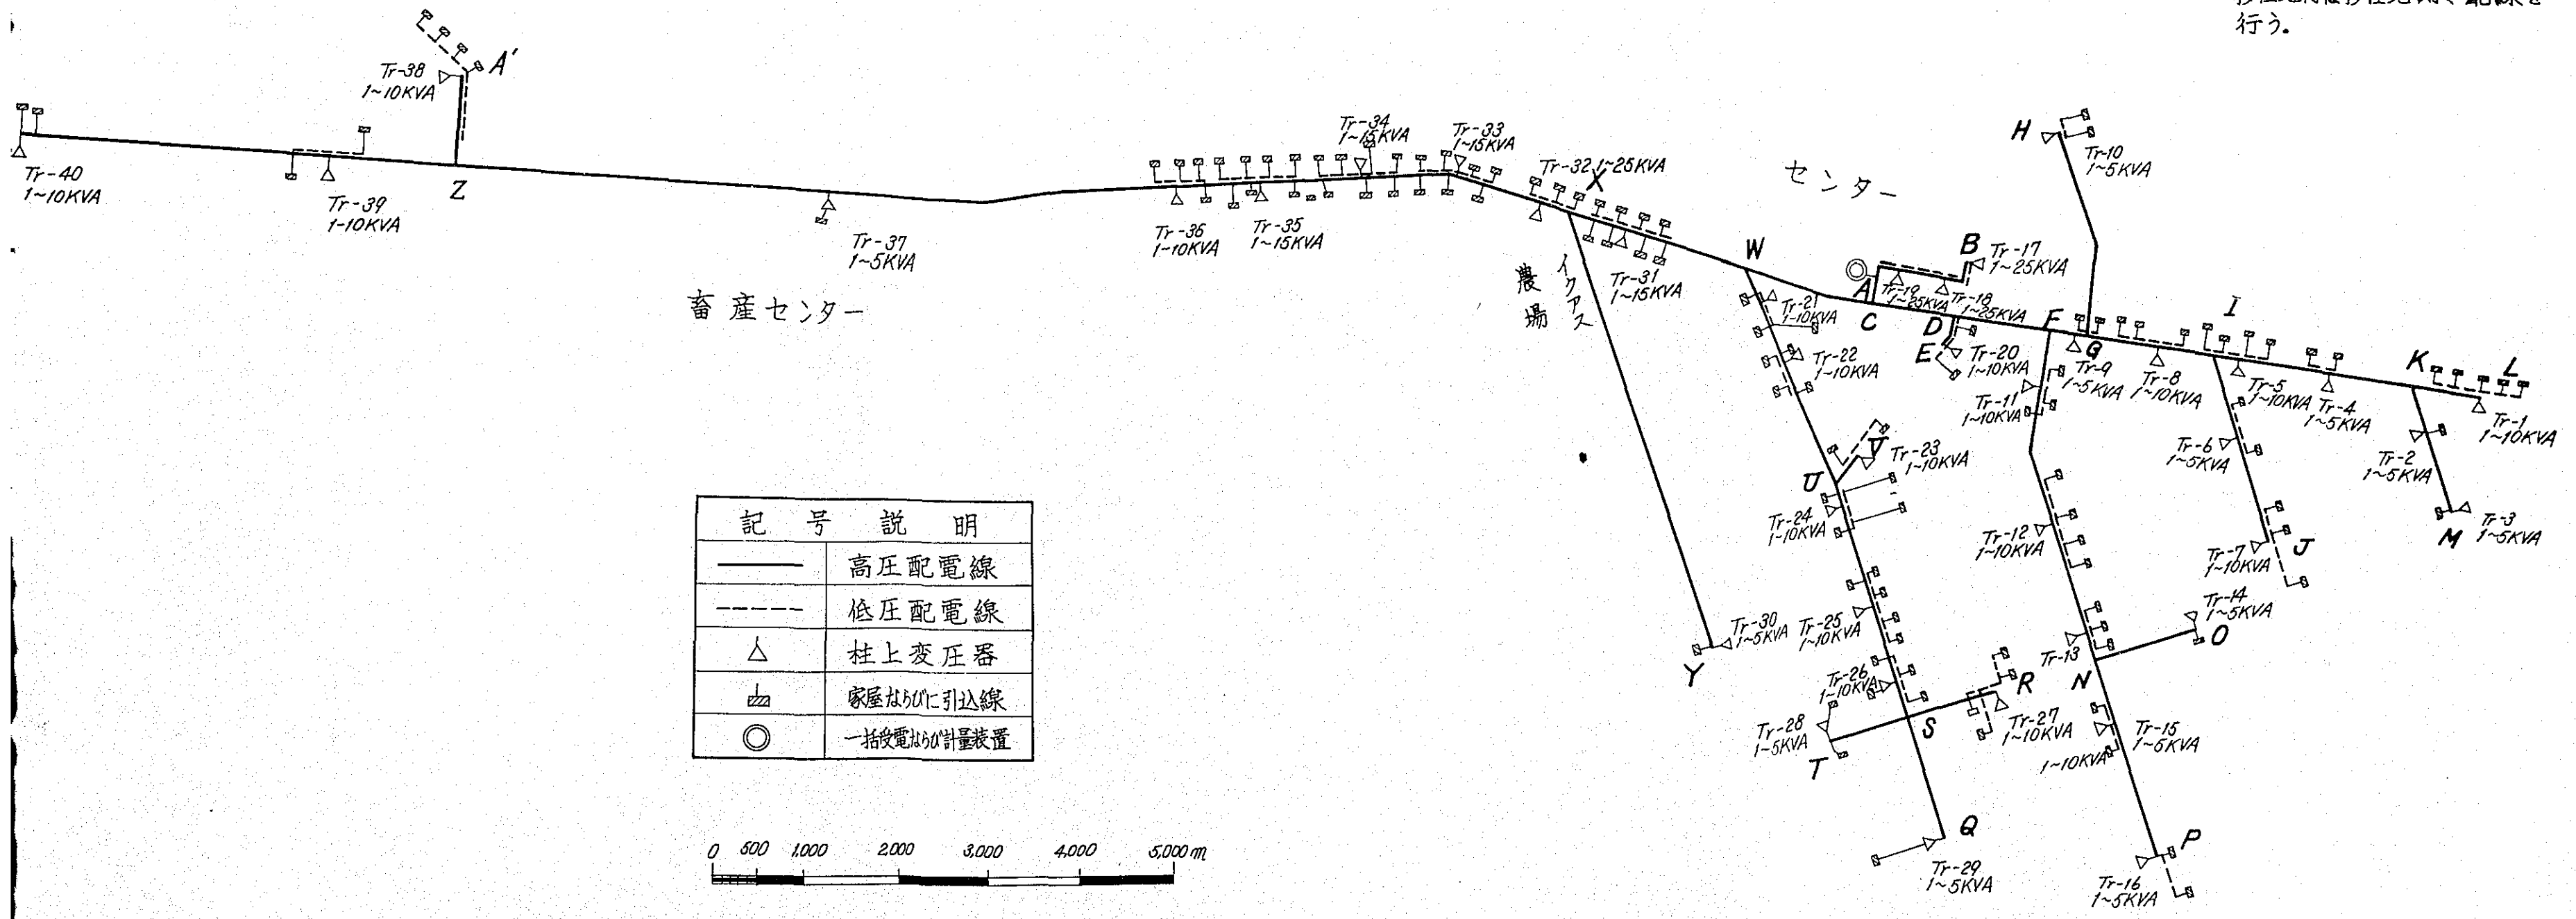 行う.
A'
Tr-38
1~10KVA
Tr-40
1~10KVA
Tr-39
1-10KVA
Z
Tr-37
1~5KVA
畜産センター
Tr-36
1~10KVA
Tr-35
1~15KVA
Tr-34
1~15KVA
Tr-33
1~15KVA
Tr-32 1~25KVA
X
Tr-31
1~15KVA
イグアス
農場
センター
W
H
Tr-10
1~5KVA
B
Tr-17
1~25KVA
A
Tr-19
1~25KVA
Tr-18
1~25KVA
C
D
E
Tr-20
1~10KVA
F
G
Tr-9
1~5KVA
Tr-8
1~10KVA
I
Tr-5
1~10KVA
Tr-4
1~5KVA
K
L
Tr-1
1~10KVA
Tr-2
1~5KVA
Tr-3
1~5KVA
M
Tr-6
1~5KVA
Tr-7
1~10KVA
J
Tr-21
1-10KVA
Tr-22
1~10KVA
Tr-11
1~10KVA
V
Tr-23
1~10KVA
U
Tr-24
1-10KVA
Tr-12
1~10KVA
Tr-14
1~5KVA
O
Tr-13
N
Tr-30
1~5KVA
Y
Tr-25
1~10KVA
Tr-26
1~10KVA
R
Tr-27
1~10KVA
S
Tr-28
1~5KVA
T
Tr-15
1~5KVA
1~10KVA
Q
Tr-29
1~5KVA
P
Tr-16
1~5KVA
記号説明
高圧配電線
低圧配電線
柱上変圧器
家屋ならびに引込線
一括受電ならび計量装置
0 500 1,000 2,000 3,000 4,000 5,000m